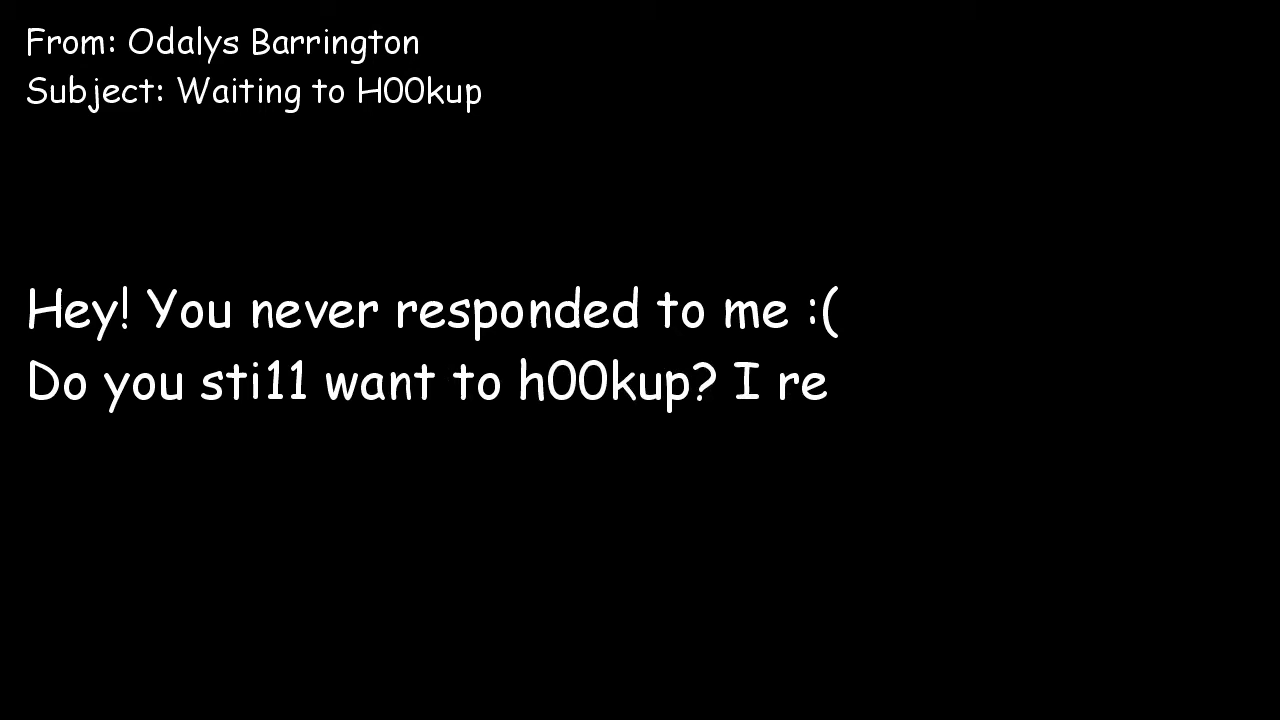 From: Odalys Barrington
Subject: Waiting to H00kup
Hey! You never responded to me :(
Do you sti11 want to h00kup? I re